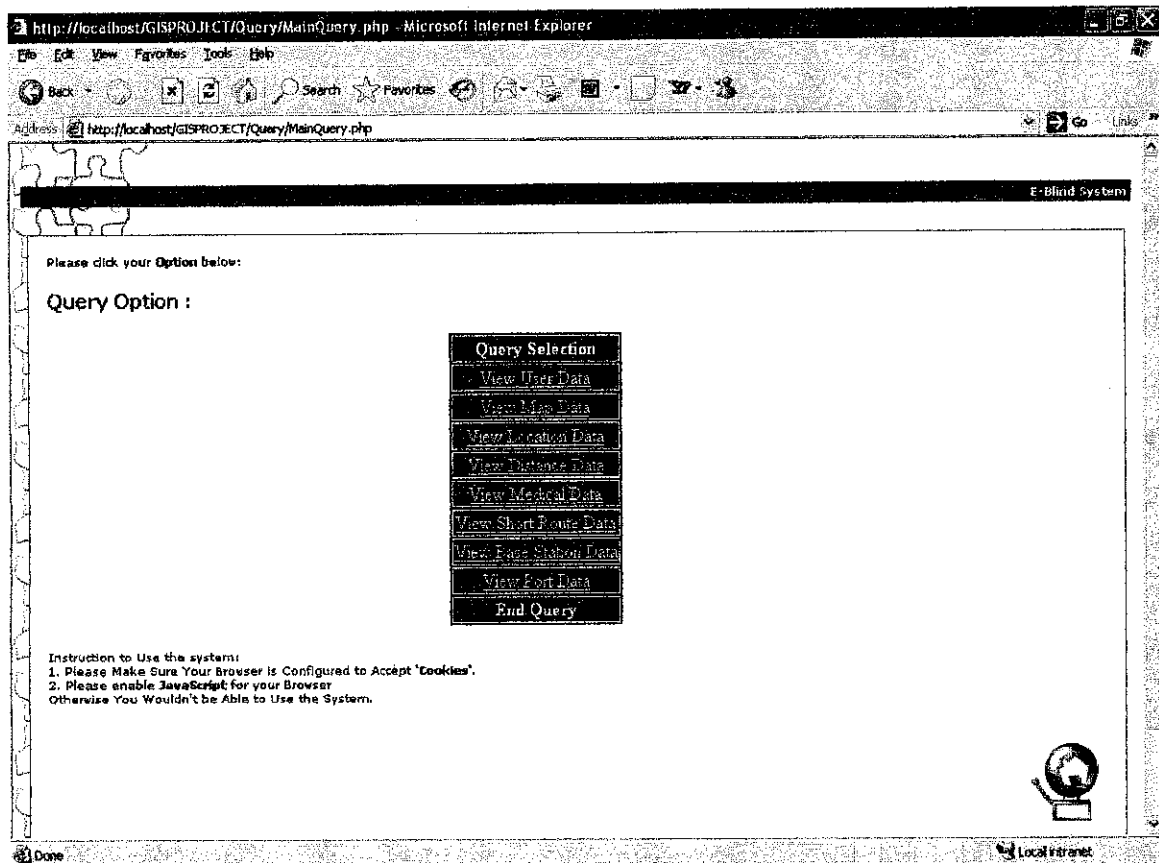 http://localhost/GISPROJECT/Query/MainQuery.php - Microsoft Internet Explorer
File Edit View Favorites Tools Help
Back Search Favorites
Address http://localhost/GISPROJECT/Query/MainQuery.php Go Links
E-Blind System
Please click your Option below:
Query Option :
Query Selection
View User Data
View Map Data
View Location Data
View Distance Data
View Medical Data
View Short Route Data
View Base Station Data
View Port Data
End Query
Instruction to Use the system:
1. Please Make Sure Your Browser is Configured to Accept 'Cookies'.
2. Please enable JavaScript for your Browser
Otherwise You Wouldn't be Able to Use the System.
Done Local intranet